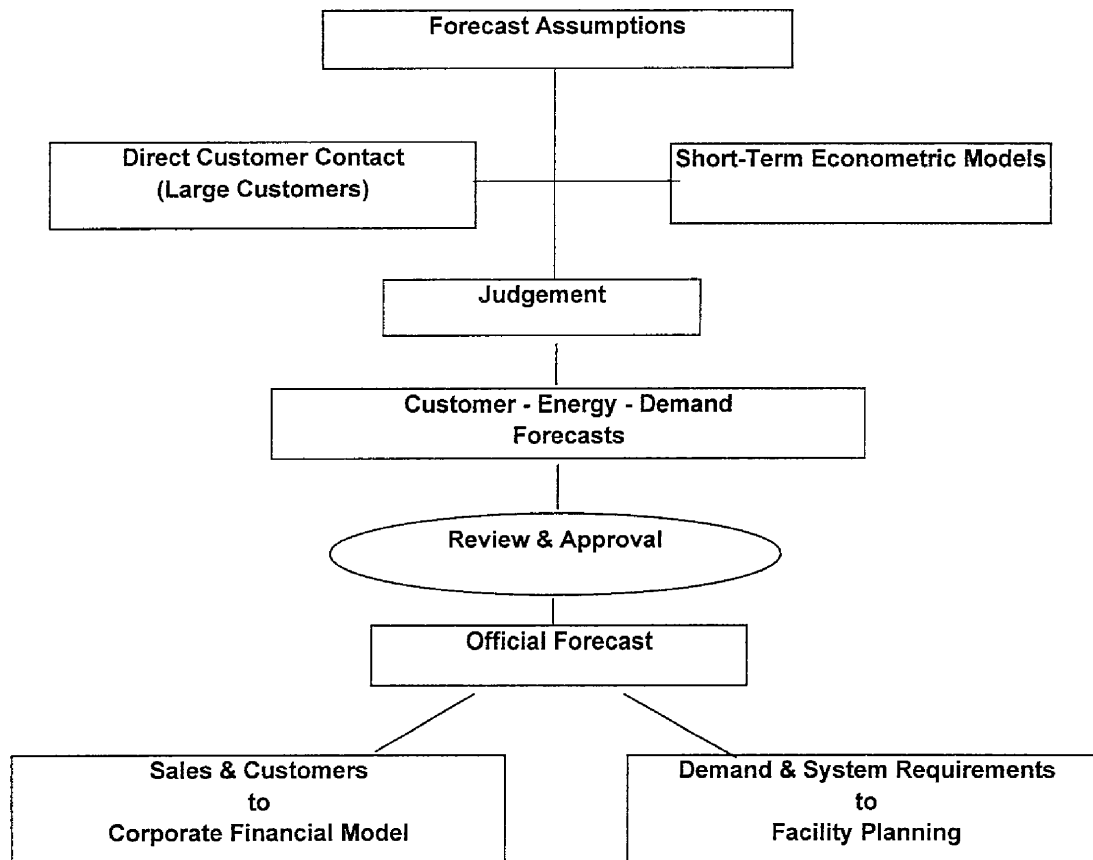 Forecast Assumptions
Direct Customer Contact
(Large Customers)
Short-Term Econometric Models
Judgement
Customer - Energy - Demand
Forecasts
Review & Approval
Official Forecast
Sales & Customers
to
Corporate Financial Model
Demand & System Requirements
to
Facility Planning